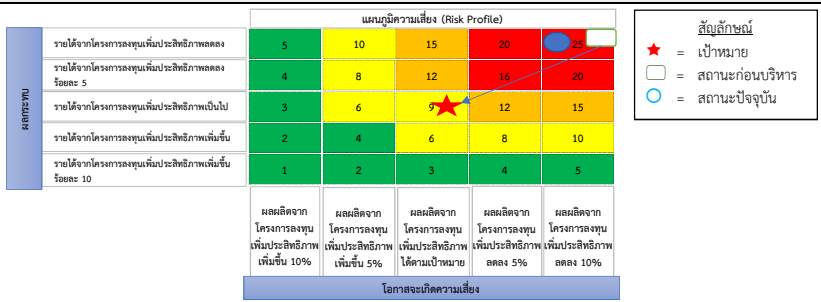 แผนภูมิความเสี่ยง (Risk Profile)
ผลกระทบ
รายได้จากโครงการลงทุนเพิ่มประสิทธิภาพลดลง
5
10
15
20
25
รายได้จากโครงการลงทุนเพิ่มประสิทธิภาพลดลง
ร้อยละ 5
4
8
12
16
20
รายได้จากโครงการลงทุนเพิ่มประสิทธิภาพเป็นไป
3
6
9
12
15
รายได้จากโครงการลงทุนเพิ่มประสิทธิภาพเพิ่มขึ้น
2
4
6
8
10
รายได้จากโครงการลงทุนเพิ่มประสิทธิภาพเพิ่มขึ้น
ร้อยละ 10
1
2
3
4
5
ผลผลิตจาก
โครงการลงทุน
เพิ่มประสิทธิภาพ
เพิ่มขึ้น 10%
ผลผลิตจาก
โครงการลงทุน
เพิ่มประสิทธิภาพ
เพิ่มขึ้น 5%
ผลผลิตจาก
โครงการลงทุน
เพิ่มประสิทธิภาพ
ได้ตามเป้าหมาย
ผลผลิตจาก
โครงการลงทุน
เพิ่มประสิทธิภาพ
ลดลง 5%
ผลผลิตจาก
โครงการลงทุน
เพิ่มประสิทธิภาพ
ลดลง 10%
โอกาสจะเกิดความเสี่ยง
สัญลักษณ์
= เป้าหมาย
= สถานะก่อนบริหาร
= สถานะปัจจุบัน